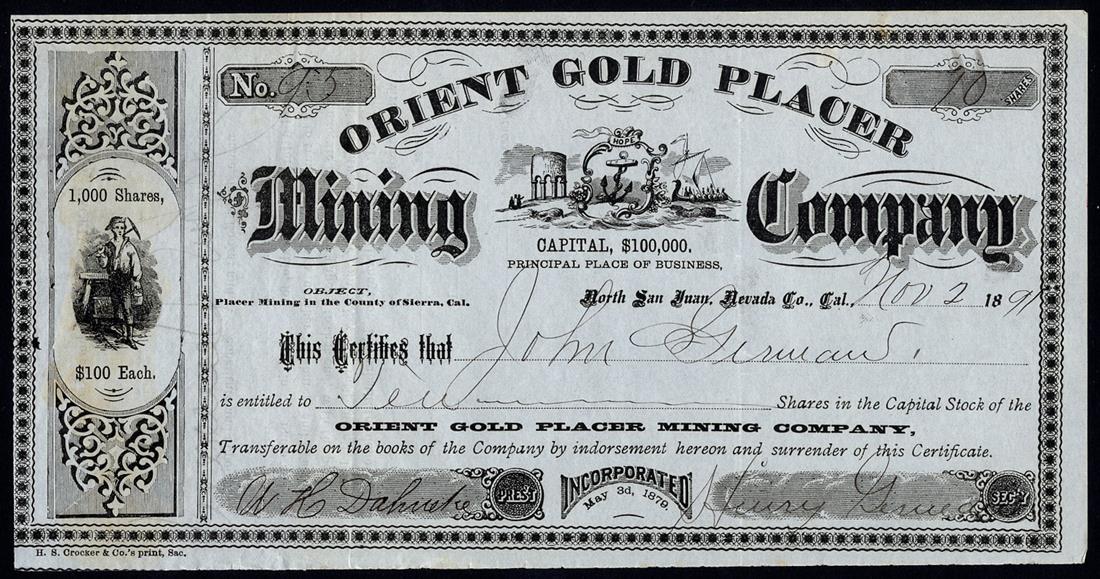 No. 95
10 SHARES
ORIENT GOLD PLACER
Mining Company
HOPE
CAPITAL, $100,000.
PRINCIPAL PLACE OF BUSINESS,
1,000 Shares,
$100 Each.
OBJECT,
Placer Mining in the County of Sierra, Cal.
North San Juan, Nevada Co., Cal., Nov 2 1891
This Certifies that John German.
is entitled to Ten Shares in the Capital Stock of the
ORIENT GOLD PLACER MINING COMPANY,
Transferable on the books of the Company by indorsement hereon and surrender of this Certificate.
W H PREST
INCORPORATED
May 3d, 1879.
Henry SEC'Y
H. S. Crocker & Co.'s print, Sac.